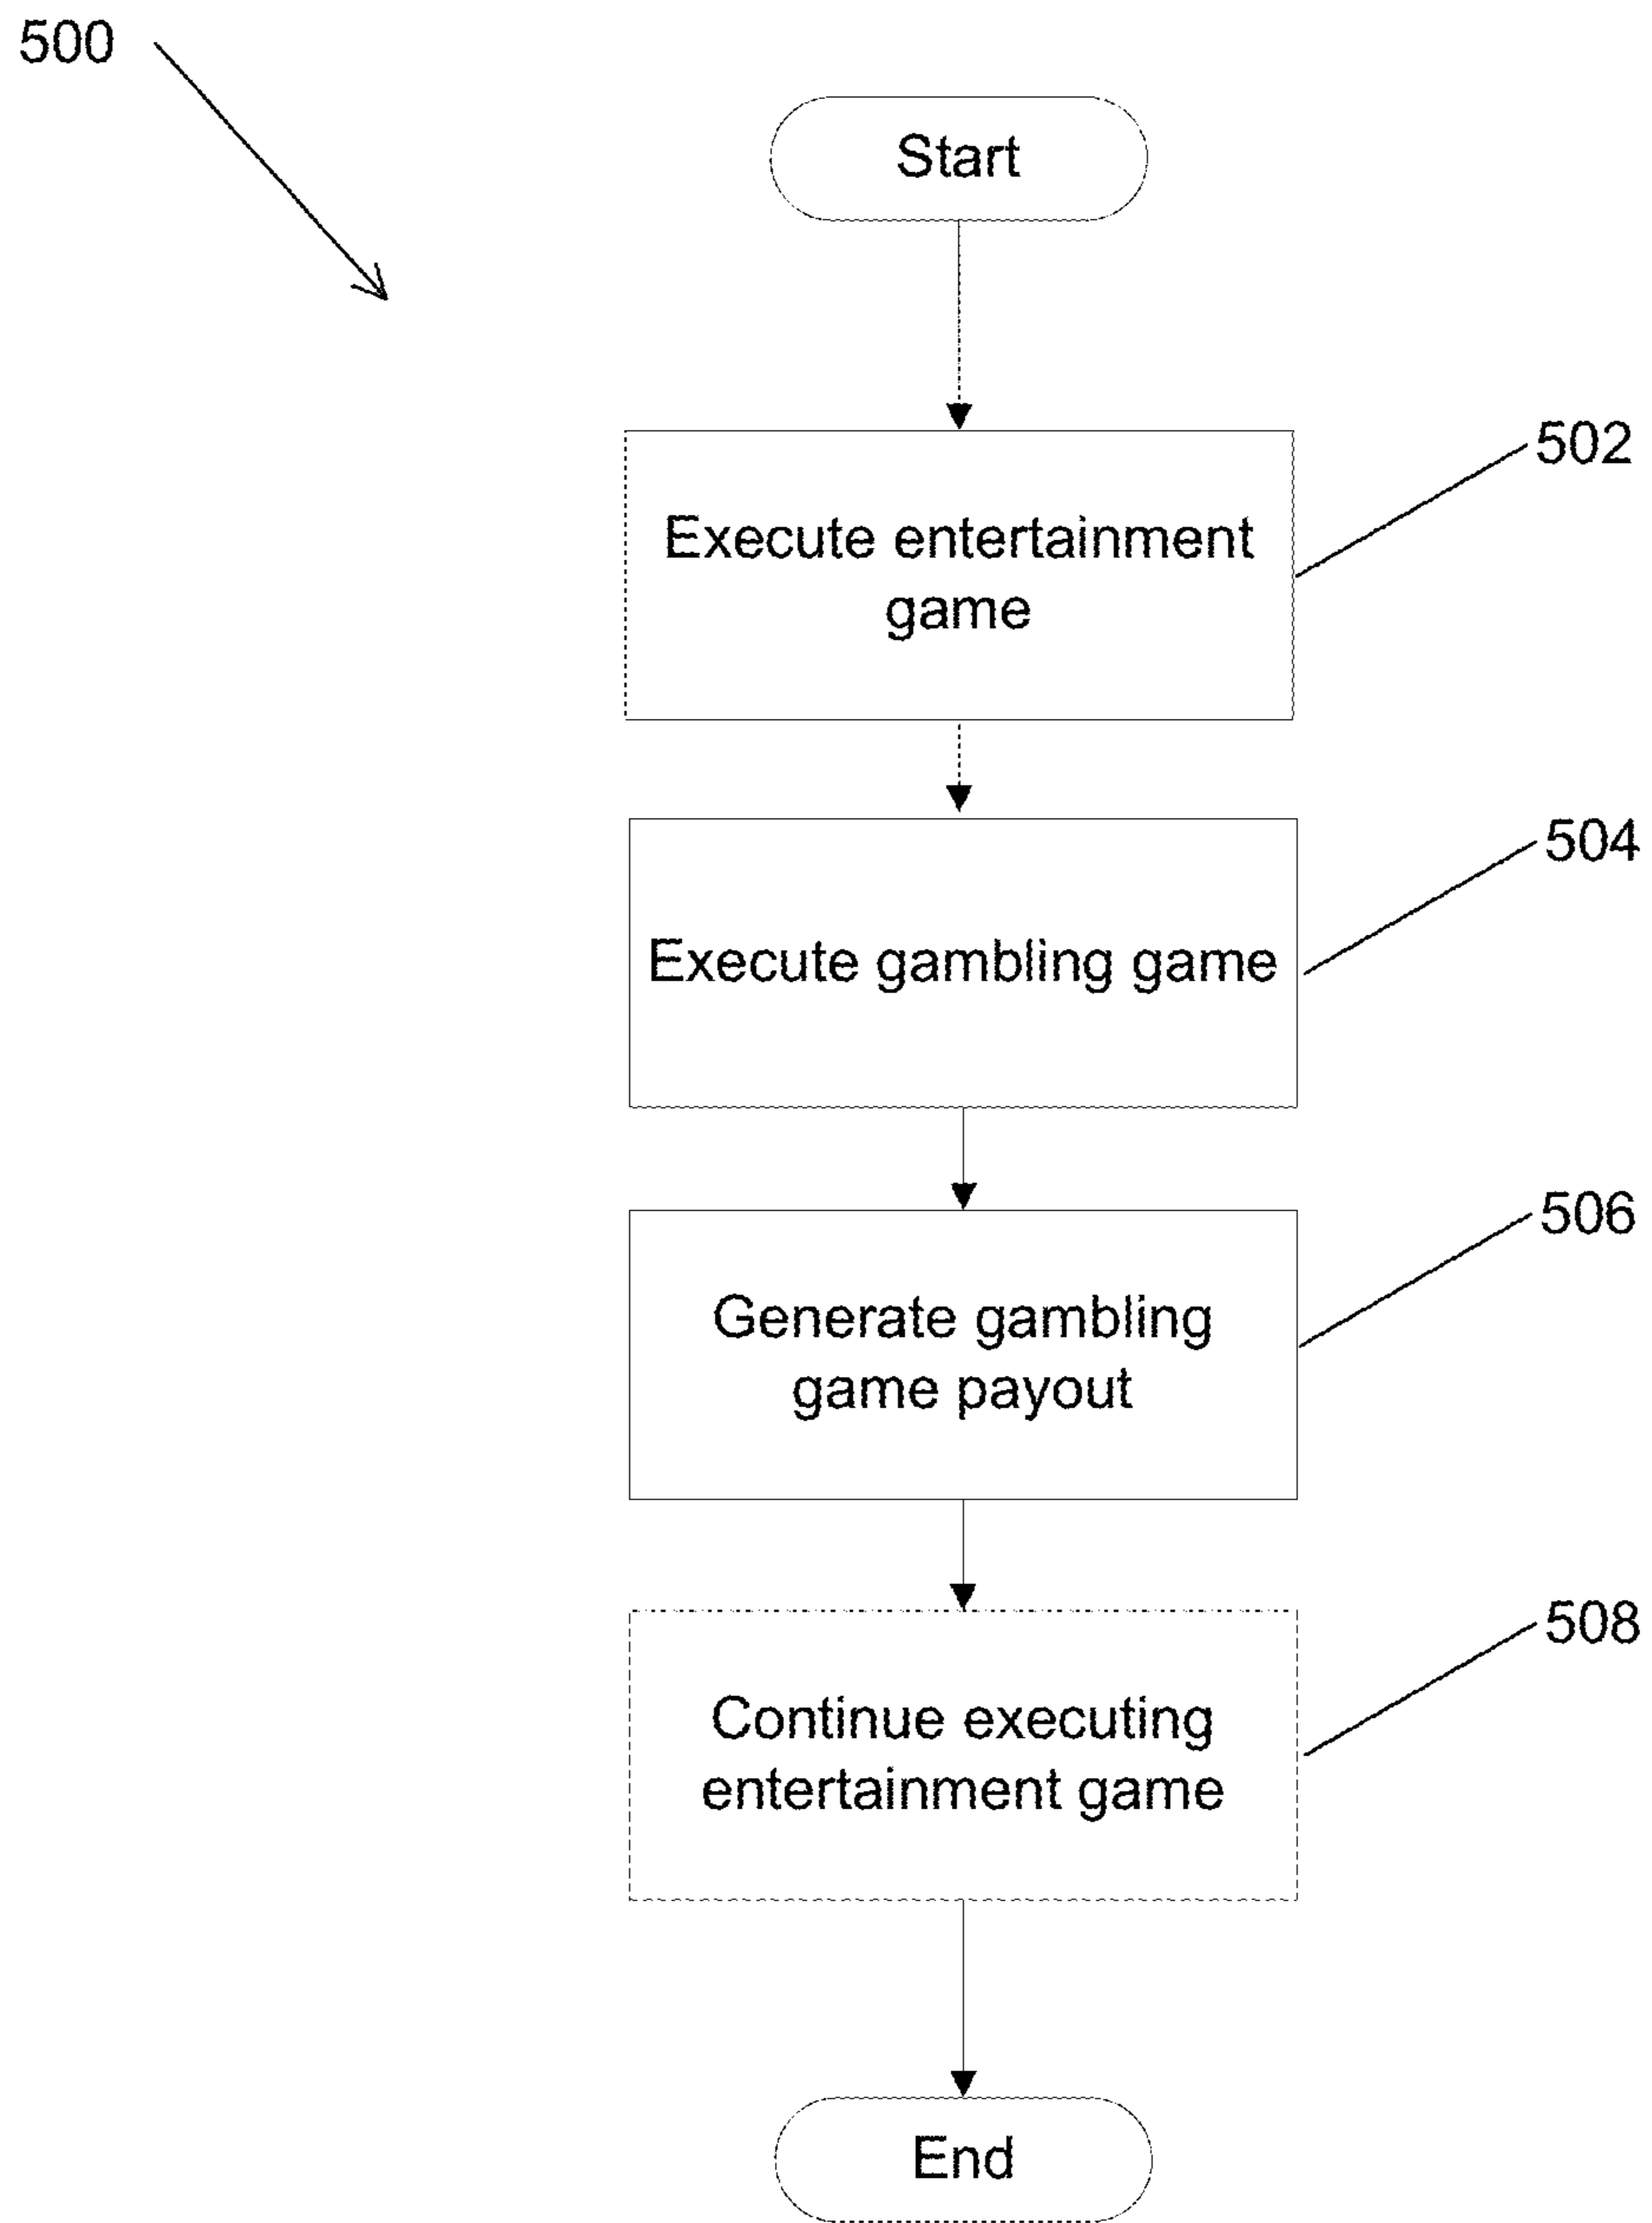 500
Start
502
Execute entertainment
game
504
Execute gambling game
506
Generate gambling
game payout
508
Continue executing
entertainment game
End